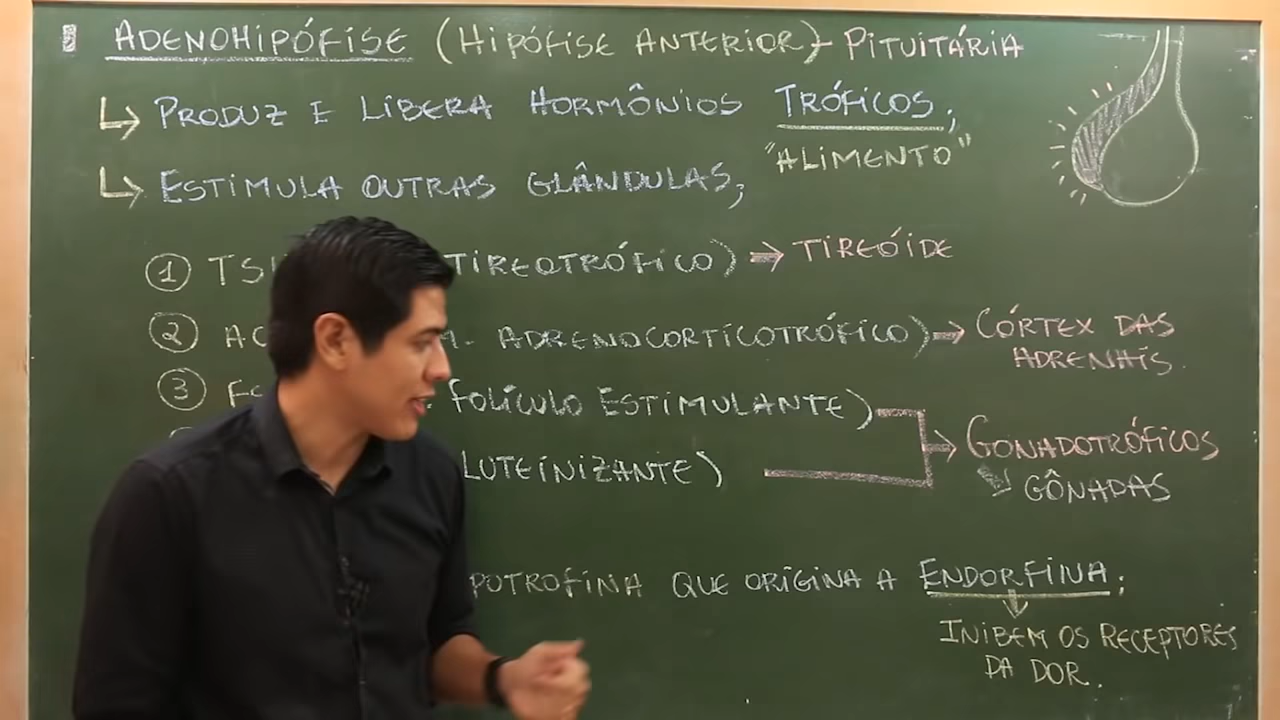 ADENOHIPÓFISE (HIPÓFISE ANTERIOR) - PITUITÁRIA
PRODUZ E LIBERA HORMÔNIOS TRÓFICOS;
"ALIMENTO"
ESTIMULA OUTRAS GLÂNDULAS;
1 TS TIREOTRÓFICO) ⇒ TIREÓIDE
2 AC ADRENOCORTICOTRÓFICO) ⇒ CÓRTEX DAS
ADRENAIS.
3 FOLÍCULO ESTIMULANTE)
GONADOTRÓFICOS
LUTEINIZANTE)
GÔNADAS
POTROFINA QUE ORIGINA A ENDORFINA;
INIBEM OS RECEPTORES
DA DOR.